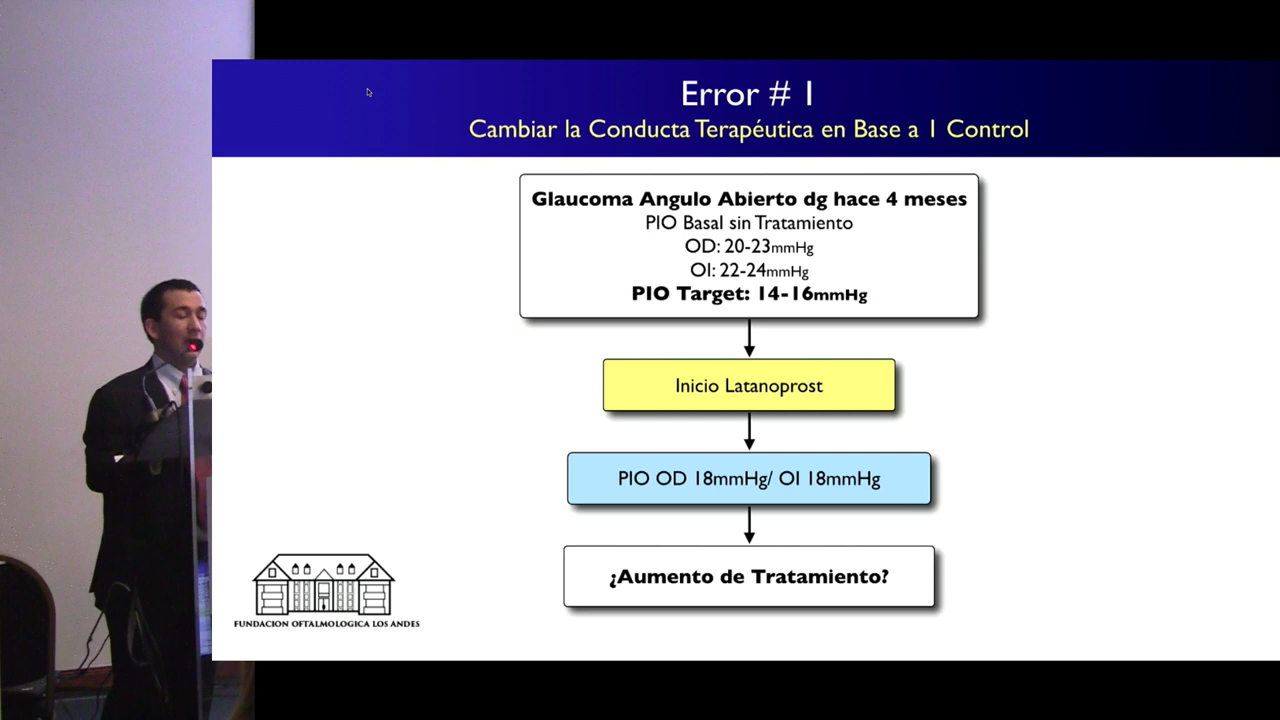 Error # 1
Cambiar la Conducta Terapéutica en Base a 1 Control
Glaucoma Angulo Abierto dg hace 4 meses
PIO Basal sin Tratamiento
OD: 20-23mmHg
OI: 22-24mmHg
PIO Target: 14-16mmHg
Inicio Latanoprost
PIO OD 18mmHg/ OI 18mmHg
¿Aumento de Tratamiento?
FUNDACION OFTALMOLOGICA LOS ANDES